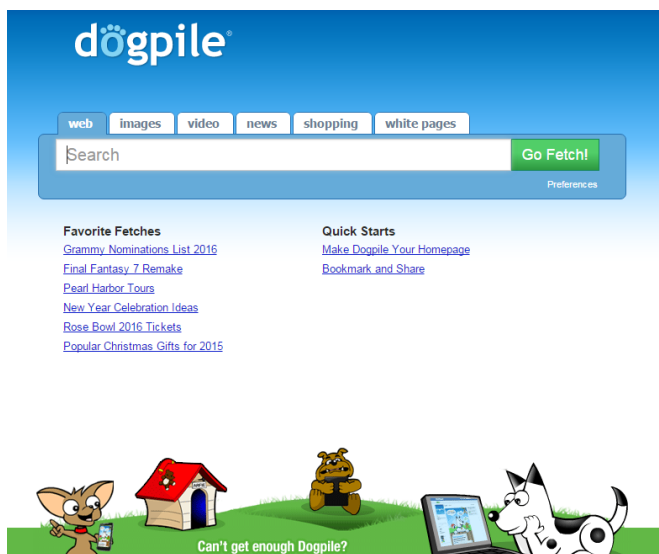 dogpile®
web images video news shopping white pages
Search Go Fetch!
Preferences
Favorite Fetches
Grammy Nominations List 2016
Final Fantasy 7 Remake
Pearl Harbor Tours
New Year Celebration Ideas
Rose Bowl 2016 Tickets
Popular Christmas Gifts for 2015
Quick Starts
Make Dogpile Your Homepage
Bookmark and Share
Can't get enough Dogpile?